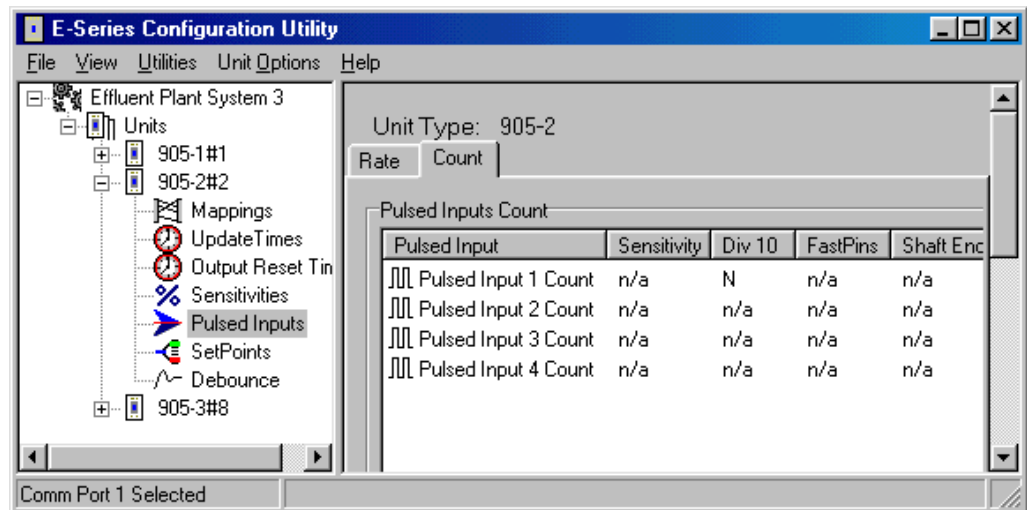 E-Series Configuration Utility
File View Utilities Unit Options Help
Effluent Plant System 3
Units
905-1#1
905-2#2
Mappings
UpdateTimes
Output Reset Tin
Sensitivities
Pulsed Inputs
SetPoints
Debounce
905-3#8
Unit Type: 905-2
Rate Count
Pulsed Inputs Count
Pulsed Input Sensitivity Div 10 FastPins Shaft Enc
Pulsed Input 1 Count n/a N n/a n/a
Pulsed Input 2 Count n/a n/a n/a n/a
Pulsed Input 3 Count n/a n/a n/a n/a
Pulsed Input 4 Count n/a n/a n/a n/a
Comm Port 1 Selected